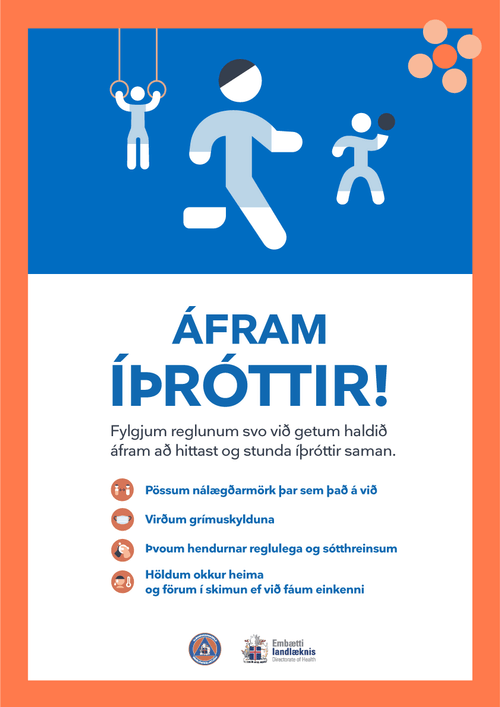 ÁFRAM
ÍÞRÓTTIR!
Fylgjum reglunum svo við getum haldið
áfram að hittast og stunda íþróttir saman.
Pössum nálægðarmörk þar sem það á við
Virðum grímuskylduna
Þvoum hendurnar reglulega og sótthreinsum
Höldum okkur heima
og förum í skimun ef við fáum einkenni
Embætti
landlæknis
Directorate of Health